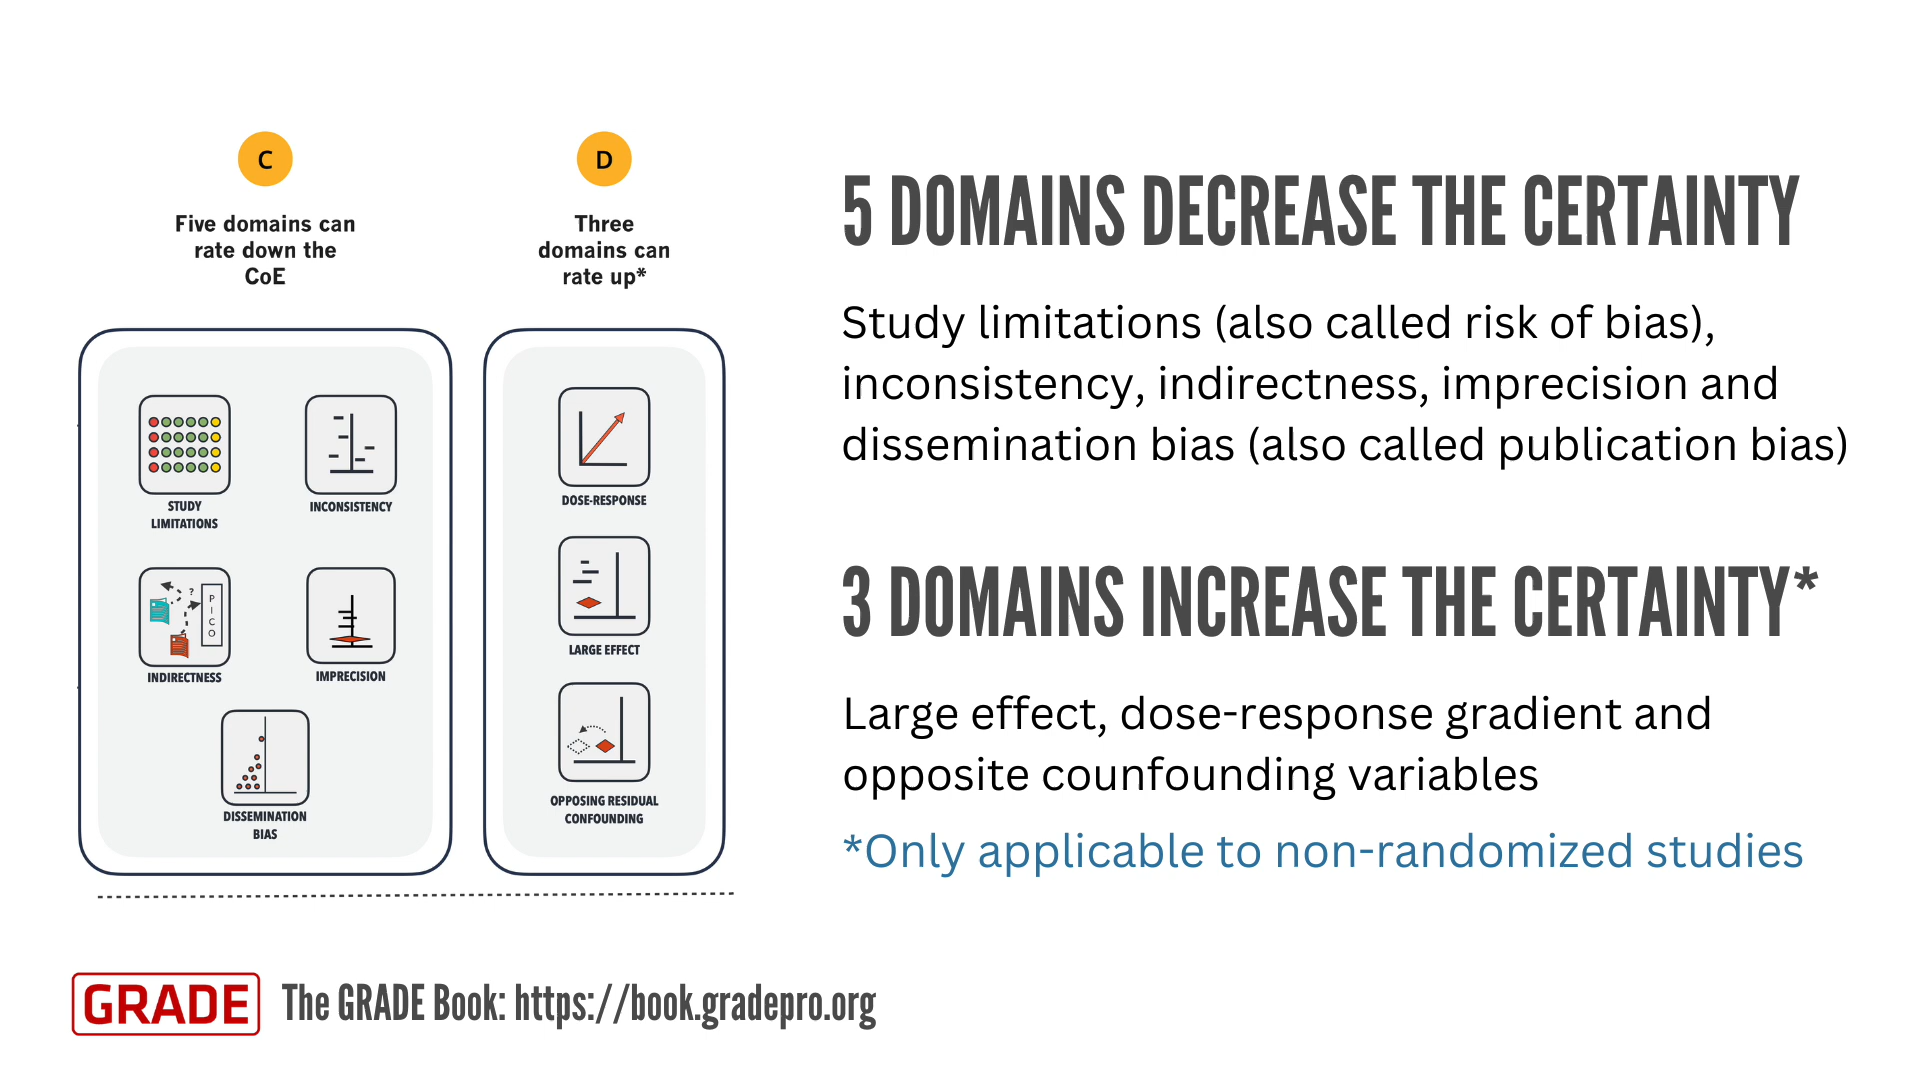 C
Five domains can
rate down the
CoE
STUDY
LIMITATIONS
INCONSISTENCY
?
P
I
C
O
INDIRECTNESS
IMPRECISION
DISSEMINATION
BIAS
D
Three
domains can
rate up*
DOSE-RESPONSE
LARGE EFFECT
OPPOSING RESIDUAL
CONFOUNDING
5 DOMAINS DECREASE THE CERTAINTY
Study limitations (also called risk of bias),
inconsistency, indirectness, imprecision and
dissemination bias (also called publication bias)
3 DOMAINS INCREASE THE CERTAINTY*
Large effect, dose-response gradient and
opposite counfounding variables
*Only applicable to non-randomized studies
GRADE
The GRADE Book: https://book.gradepro.org